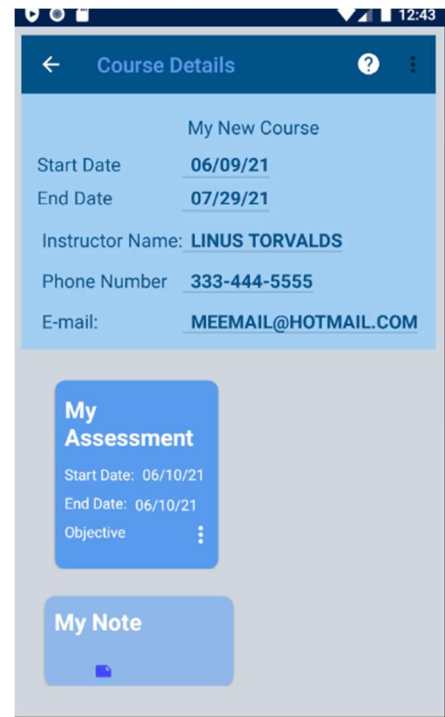 12:43
Course Details
My New Course
Start Date 06/09/21
End Date 07/29/21
Instructor Name: LINUS TORVALDS
Phone Number 333-444-5555
E-mail: MEEMAIL@HOTMAIL.COM
My
Assessment
Start Date: 06/10/21
End Date: 06/10/21
Objective
My Note